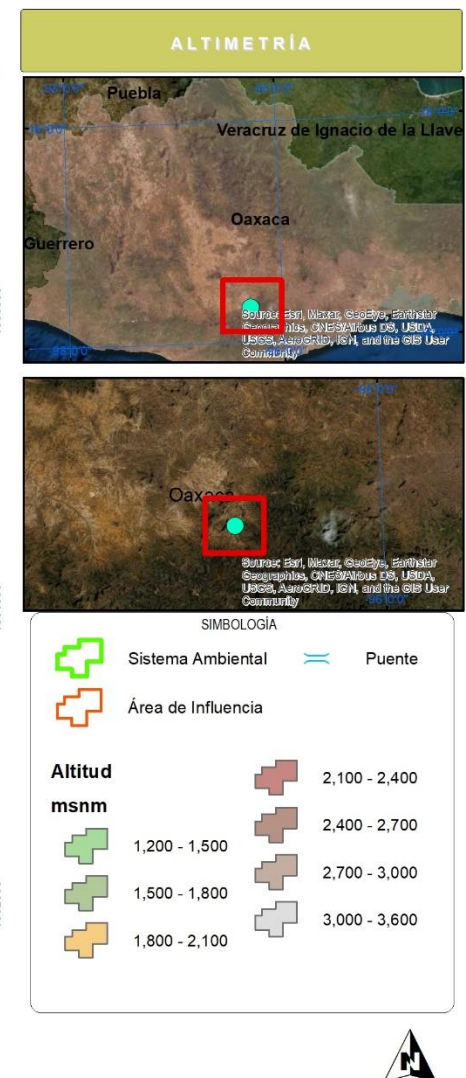 ALTIMETRÍA
Puebla
Veracruz de Ignacio de la Llave
Oaxaca
Guerrero
Source: Esri, Maxar, GeoEye, Earthstar
Geographics, CNES/Airbus DS, USDA,
USGS, AeroGRID, IGN, and the GIS User
Community
Oaxaca
Source: Esri, Maxar, GeoEye, Earthstar
Geographics, CNES/Airbus DS, USDA,
USGS, AeroGRID, IGN, and the GIS User
Community
SIMBOLOGÍA
Sistema Ambiental
Puente
Área de Influencia
Altitud
msnm
1,200 - 1,500
1,500 - 1,800
1,800 - 2,100
2,100 - 2,400
2,400 - 2,700
2,700 - 3,000
3,000 - 3,600
N